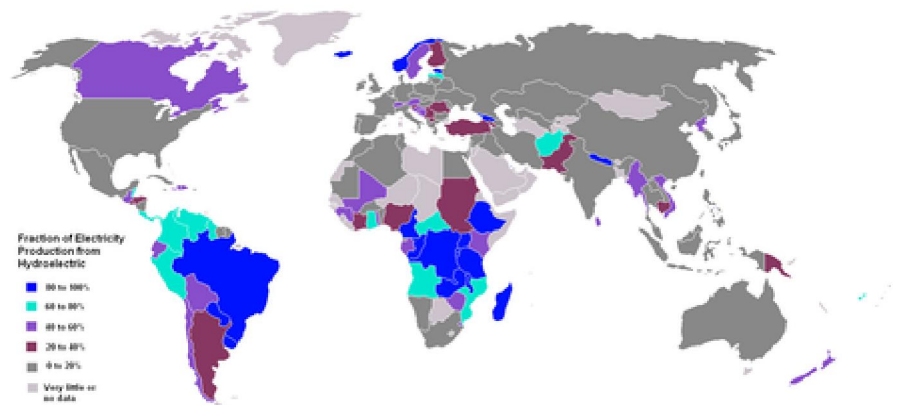 Fraction of Electricity
Production from
Hydroelectric
80 to 100%
60 to 80%
40 to 60%
20 to 40%
0 to 20%
Very little or
no data